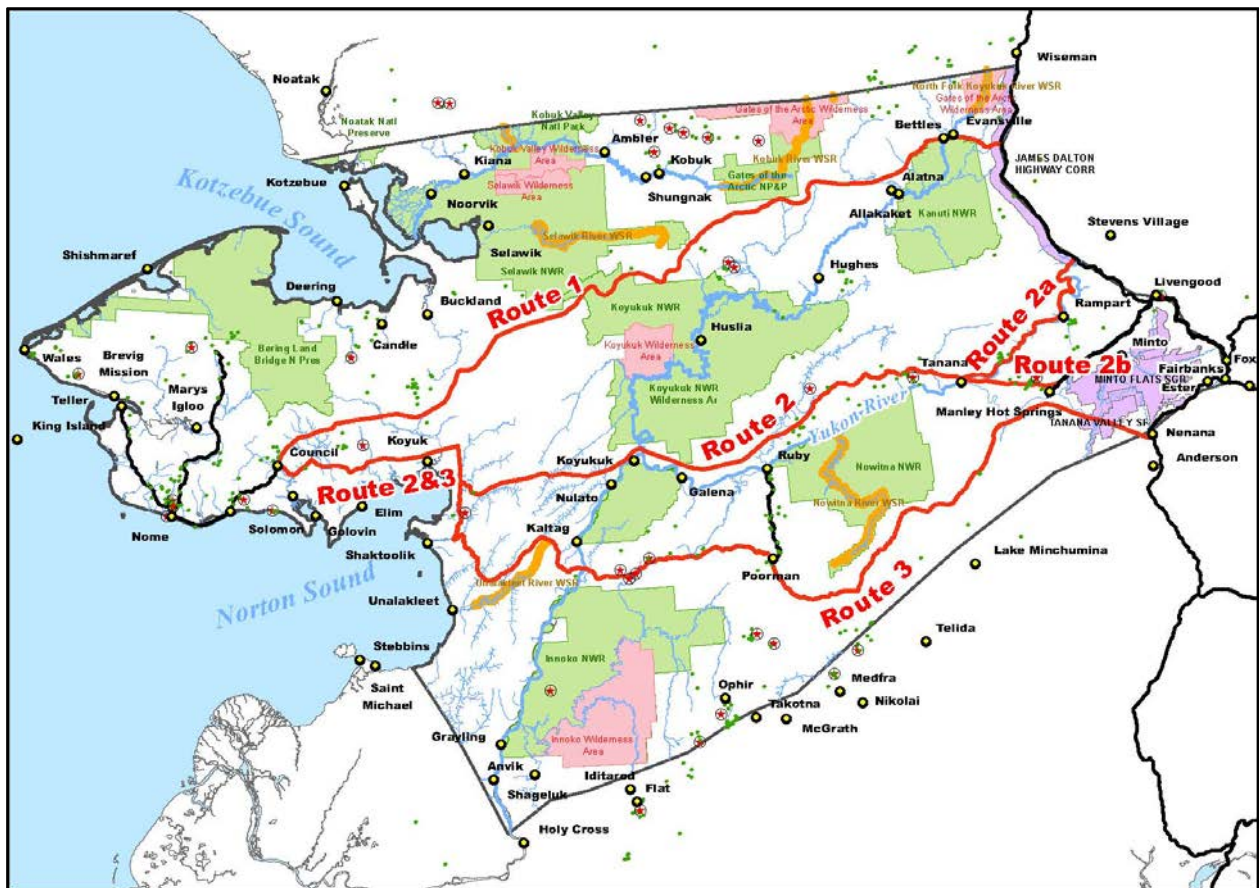 Wiseman
Noatak
North Fork Koyukuk River WSR
Gates of the Arctic
Wilderness Area
Gates of the Arctic Wilderness
Area
Noatak Natl
Preserve
Kobuk Valley
Natl Park
Ambler
Bettles
Evansville
Kobuk Valley Wilderness
Area
Kobuk
Kobuk River WSR
JAMES DALTON
HIGHWAY CORR
Kotzebue
Kiana
Selawik Wilderness
Area
Shungnak
Gates of the
Arctic NP&P
Alatna
Kotzebue Sound
Noorvik
Allakaket
Kanuti NWR
Stevens Village
Selawik
Selawik River WSR
Shishmaref
Selawik NWR
Hughes
Deering
Buckland
Route 1
Koyukuk NWR
Route 2a
Livengood
Rampart
Candle
Huslia
Bering Land
Bridge N Pres
Koyukuk Wilderness
Area
Minto
Wales
Brevig
Mission
Tanana
Route 2b
Fox
Fairbanks
Teller
Marys
Igloo
Koyukuk NWR
Wilderness Ar
MINTO FLATS SGR
Ester
Manley Hot Springs
King Island
Route 2
Yukon River
TANANA VALLEY SF
Nenana
Council
Koyuk
Koyukuk
Ruby
Nowitna NWR
Anderson
Route 2&3
Nulato
Galena
Nome
Solomon
Golovin
Elim
Kaltag
Nowitna River WSR
Shaktoolik
Lake Minchumina
Norton Sound
Unalakleet River WSR
Poorman
Route 3
Unalakleet
Telida
Stebbins
Innoko NWR
Saint
Michael
Ophir
Medfra
Nikolai
Takotna
McGrath
Grayling
Innoko Wilderness
Area
Anvik
Iditarod
Shageluk
Flat
Holy Cross